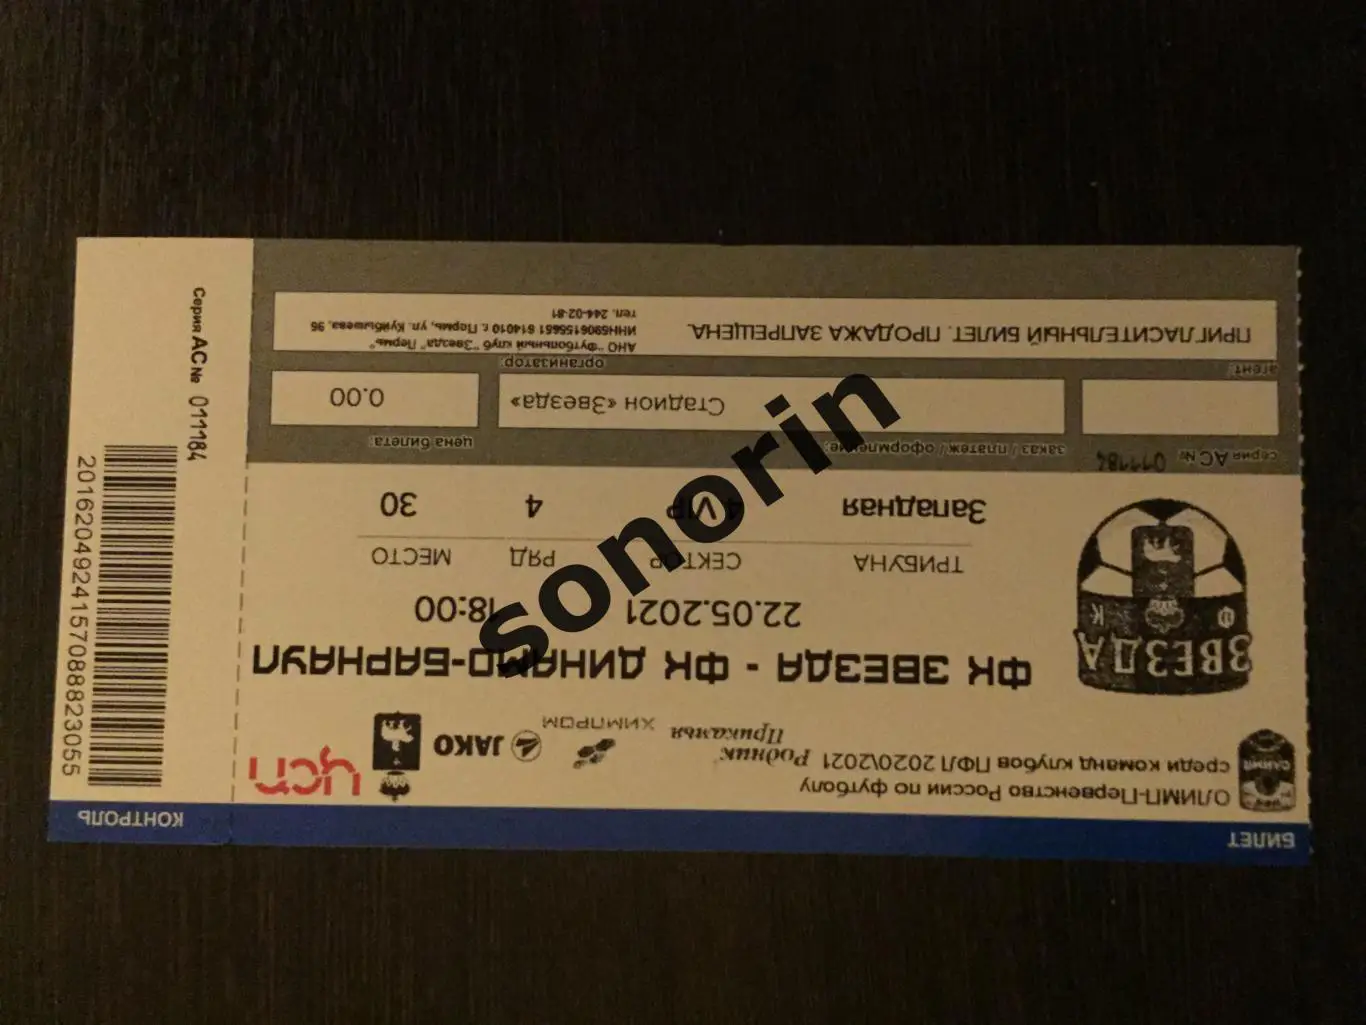 БИЛЕТ
КОНТРОЛЬ
ОЛИМП-Первенство России по футболу
среди команд клубов ПФЛ 2020\2021
Родник Прикамья
ХИМПРОМ
JAKO
ЦСП
ЗВЕЗДА
Ф К
ФК ЗВЕЗДА - ФК ДИНАМО-БАРНАУЛ
22.05.2021 18:00
ТРИБУНА СЕКТОР РЯД МЕСТО
Западная 4 VIP 4 30
серия АС № 011184
заказ / платеж / оформление:
цена билета:
Стадион «Звезда»
0.00
агент:
организатор:
ПРИГЛАСИТЕЛЬНЫЙ БИЛЕТ. ПРОДАЖА ЗАПРЕЩЕНА.
АНО "Футбольный клуб "Звезда" Пермь"
ИНН5906155651 614010 г. Пермь, ул. Куйбышева, 95
тел. 244-02-81
Серия АС № 011184
2016204924157088823055
sonorin